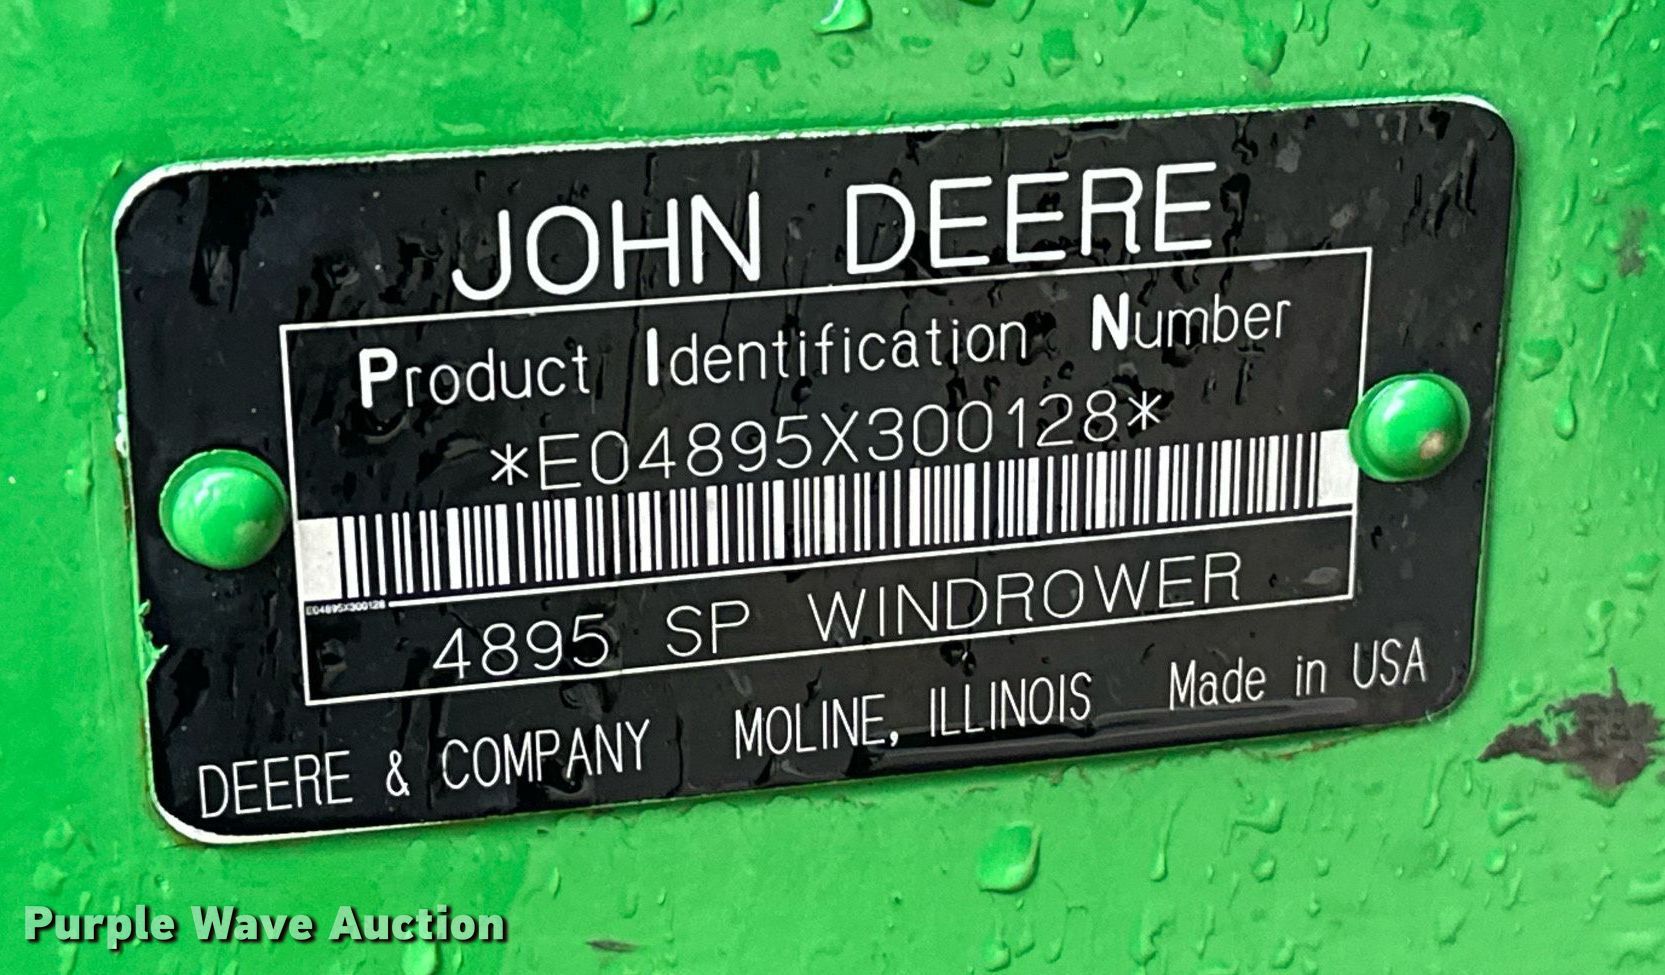 JOHN DEERE
Product Identification Number
*E04895X300128*
E04895X300128
4895 SP WINDROWER
DEERE & COMPANY MOLINE, ILLINOIS Made in USA
Purple Wave Auction